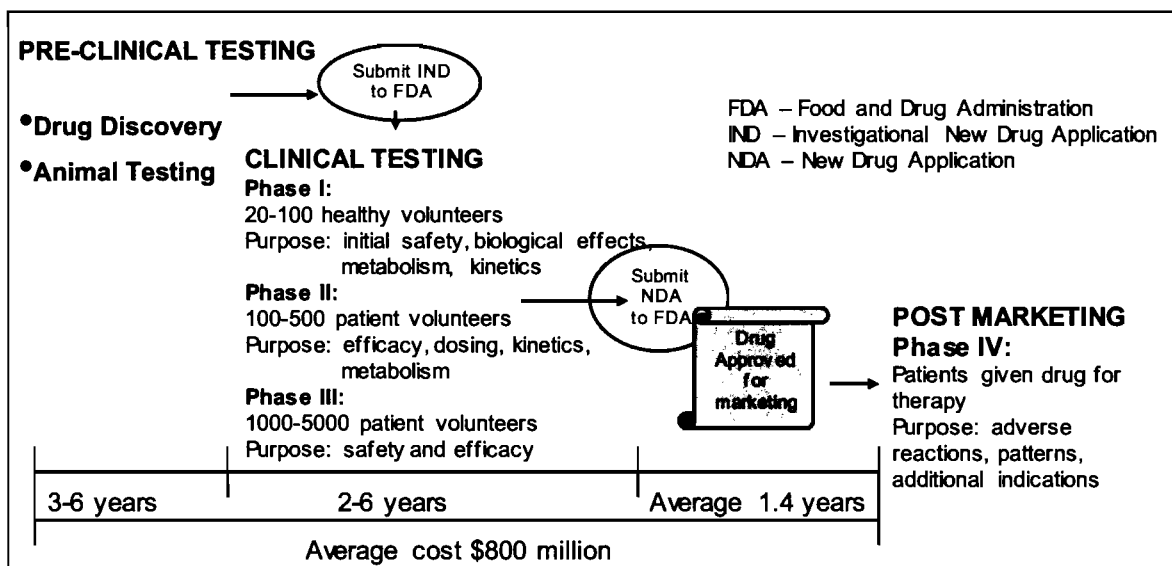 PRE-CLINICAL TESTING
•Drug Discovery
•Animal Testing
Submit IND
to FDA
FDA – Food and Drug Administration
IND – Investigational New Drug Application
NDA – New Drug Application
CLINICAL TESTING
Phase I:
20-100 healthy volunteers
Purpose: initial safety, biological effects,
metabolism, kinetics
Phase II:
100-500 patient volunteers
Purpose: efficacy, dosing, kinetics,
metabolism
Phase III:
1000-5000 patient volunteers
Purpose: safety and efficacy
Submit
NDA
to FDA
Drug
Approved
for
marketing
POST MARKETING
Phase IV:
Patients given drug for
therapy
Purpose: adverse
reactions, patterns,
additional indications
3-6 years
2-6 years
Average 1.4 years
Average cost $800 million